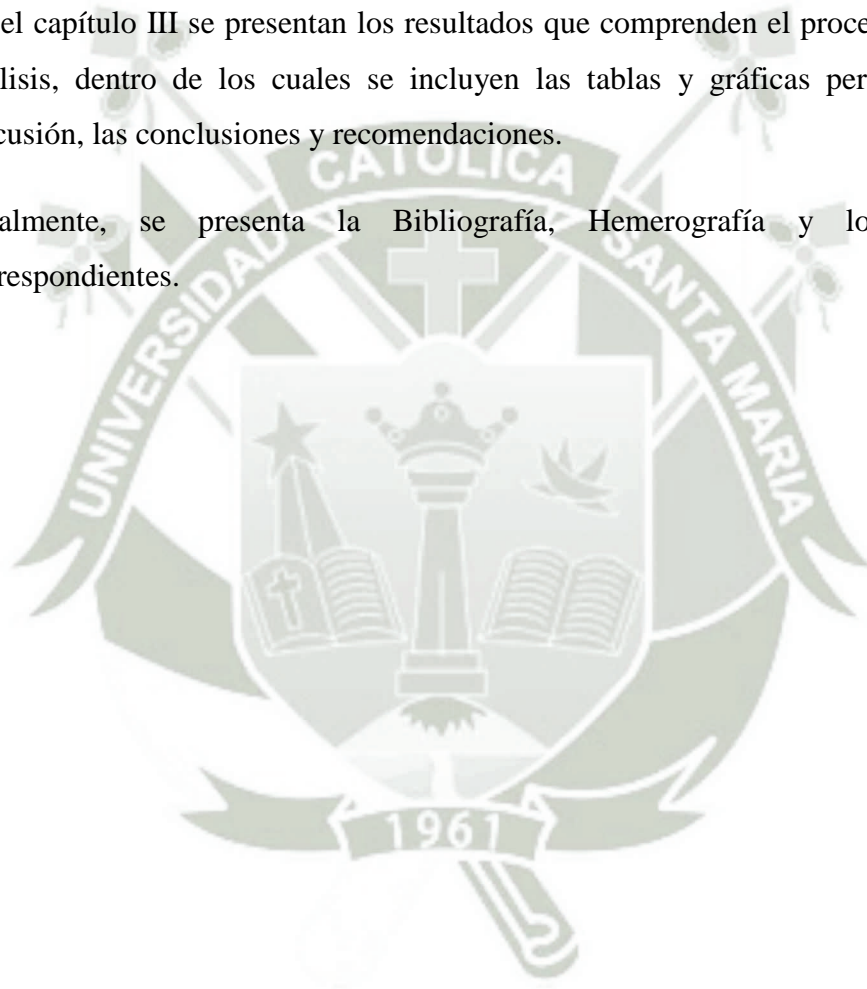 el capítulo III se presentan los resultados que comprenden el proce
lisis, dentro de los cuales se incluyen las tablas y gráficas per
cusión, las conclusiones y recomendaciones.
almente, se presenta la Bibliografía, Hemerografía y lo
respondientes.
UNIVERSIDAD CATOLICA SANTA MARIA
1961